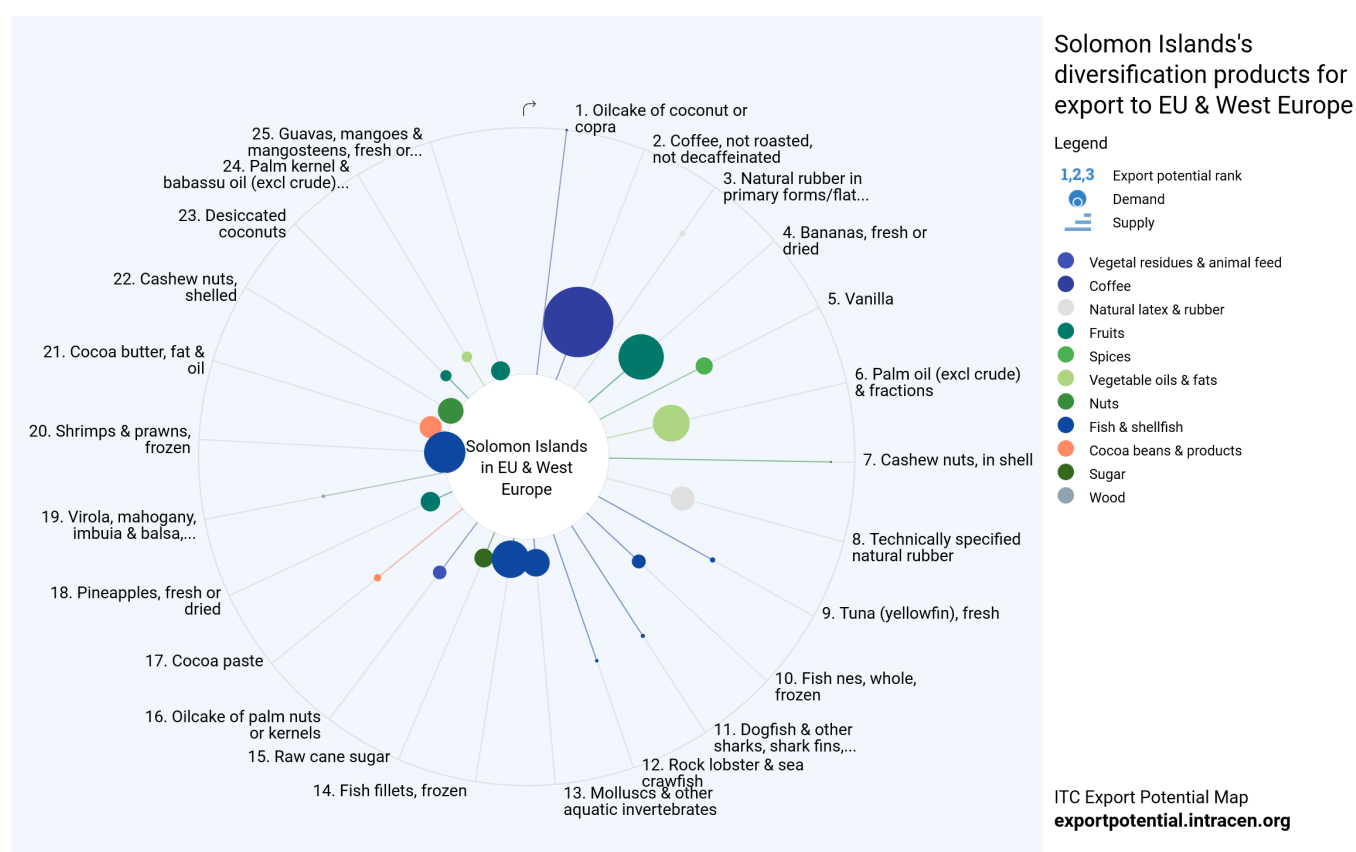 Solomon Islands's
diversification products for
export to EU & West Europe
Legend
1,2,3 Export potential rank
Demand
Supply
Vegetal residues & animal feed
Coffee
Natural latex & rubber
Fruits
Spices
Vegetable oils & fats
Nuts
Fish & shellfish
Cocoa beans & products
Sugar
Wood
1. Oilcake of coconut or
copra
2. Coffee, not roasted,
not decaffeinated
3. Natural rubber in
primary forms/flat...
4. Bananas, fresh or
dried
5. Vanilla
6. Palm oil (excl crude)
& fractions
7. Cashew nuts, in shell
8. Technically specified
natural rubber
9. Tuna (yellowfin), fresh
10. Fish nes, whole,
frozen
11. Dogfish & other
sharks, shark fins,...
12. Rock lobster & sea
crawfish
13. Molluscs & other
aquatic invertebrates
14. Fish fillets, frozen
15. Raw cane sugar
16. Oilcake of palm nuts
or kernels
17. Cocoa paste
18. Pineapples, fresh or
dried
19. Virola, mahogany,
imbuia & balsa,...
20. Shrimps & prawns,
frozen
21. Cocoa butter, fat &
oil
22. Cashew nuts,
shelled
23. Desiccated
coconuts
24. Palm kernel &
babassu oil (excl crude)...
25. Guavas, mangoes &
mangosteens, fresh or...
Solomon Islands
in EU & West
Europe
ITC Export Potential Map
exportpotential.intracen.org